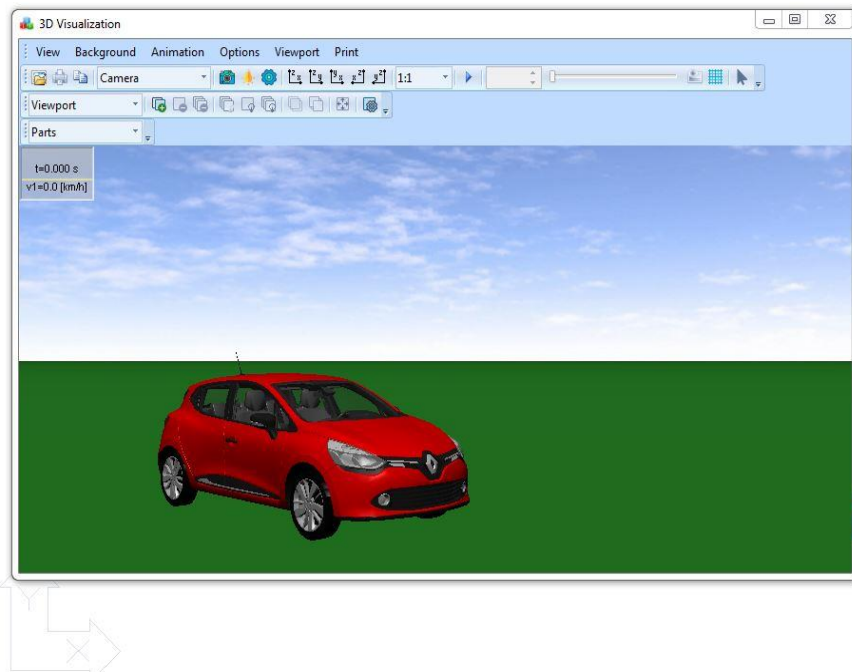 3D Visualization
View Background Animation Options Viewport Print
Camera 1:1
Viewport
Parts
t=0.000 s
v1=0.0 [km/h]
Y
X